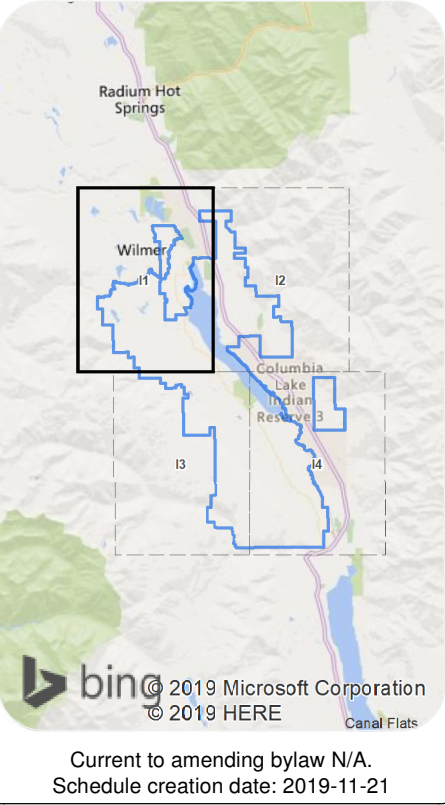 Radium Hot
Springs
Wilmer
I1
I2
Columbia
Lake
Indian
Reserve 3
I3
I4
bing
© 2019 Microsoft Corporation
© 2019 HERE
Canal Flats
Current to amending bylaw N/A.
Schedule creation date: 2019-11-21